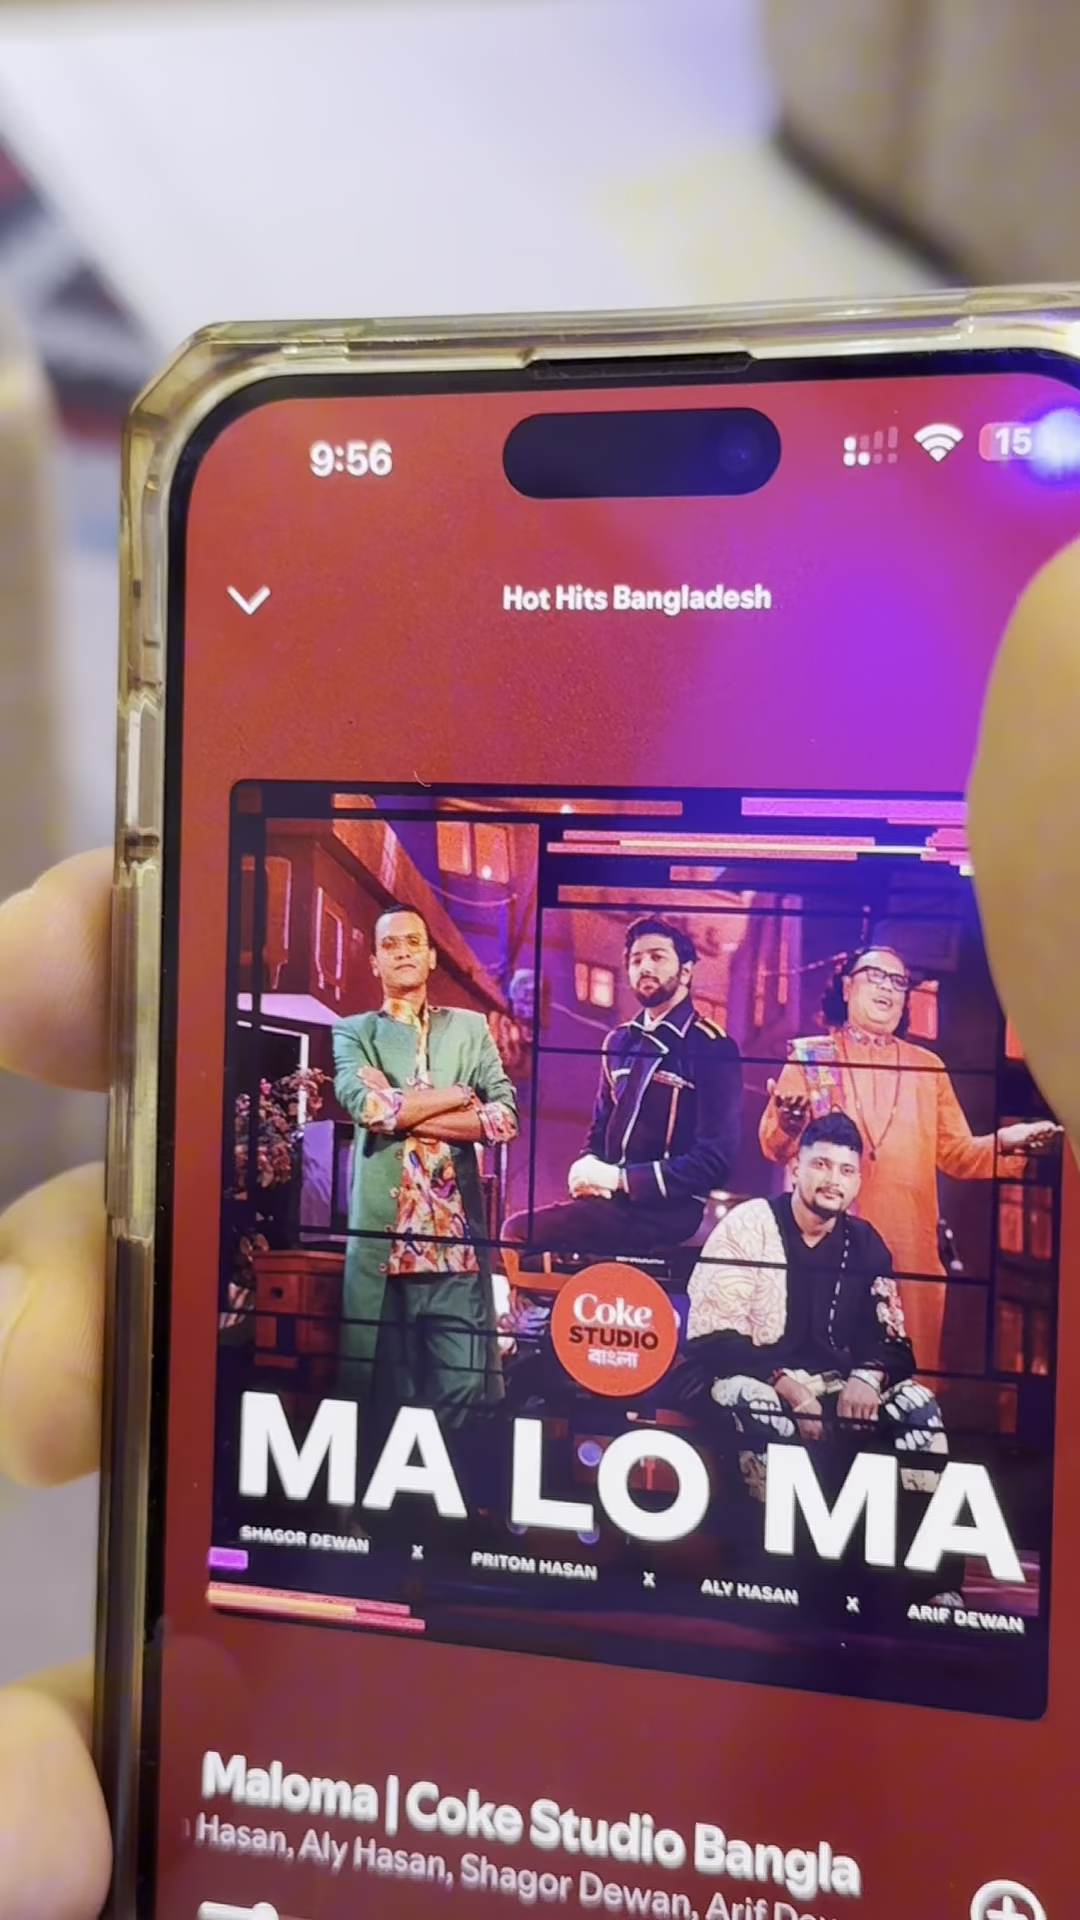 9:56
15
Hot Hits Bangladesh
Coke
STUDIO
বাংলা
MA LO MA
SHAGOR DEWAN X PRITOM HASAN X ALY HASAN X ARIF DEWAN
Maloma | Coke Studio Bangla
Hasan, Aly Hasan, Shagor Dewan, Arif